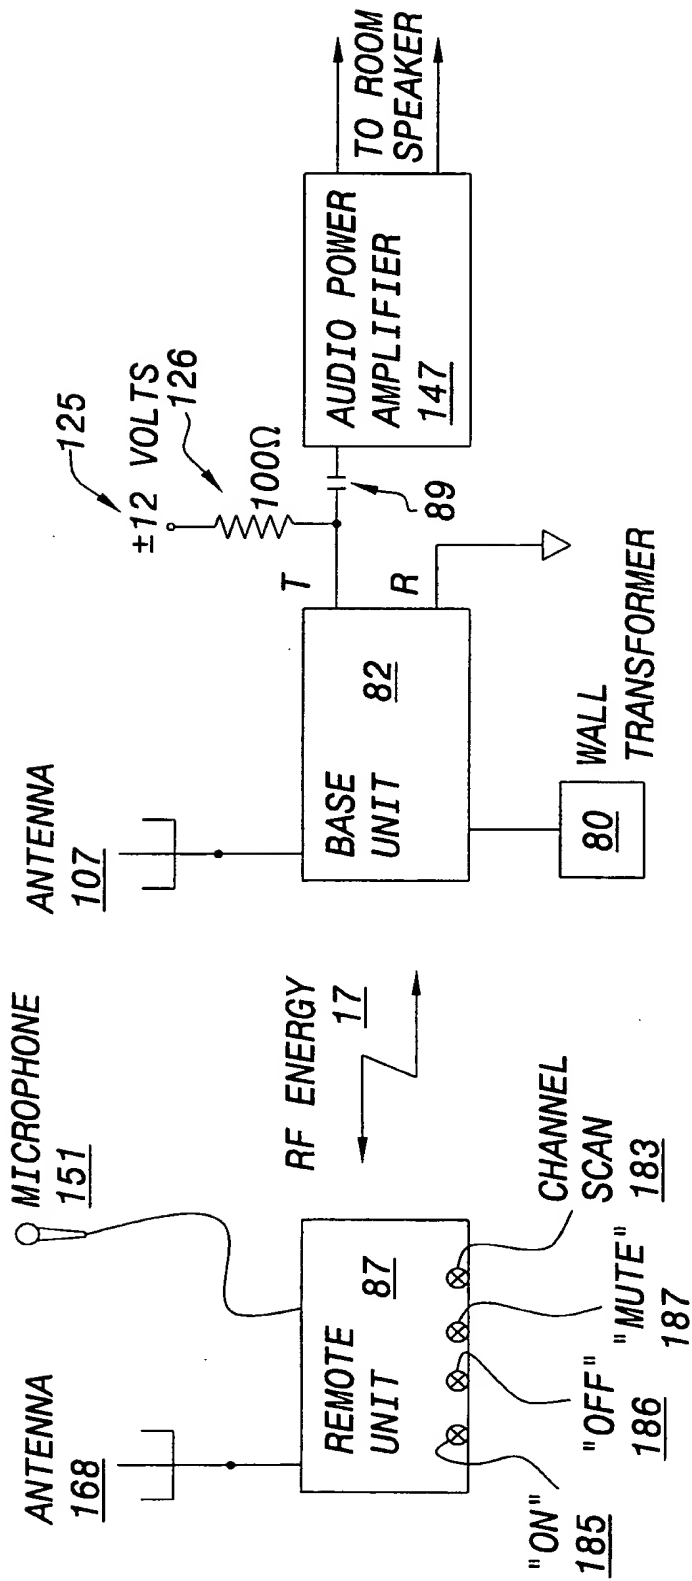 ANTENNA
168
MICROPHONE
151
REMOTE
UNIT
87
"ON"
185
"OFF"
186
"MUTE"
187
CHANNEL
SCAN
183
RF ENERGY
17
ANTENNA
107
BASE
UNIT
82
80
WALL
TRANSFORMER
T
R
125
±12 VOLTS
126
100Ω
89
AUDIO POWER
AMPLIFIER
147
TO ROOM
SPEAKER